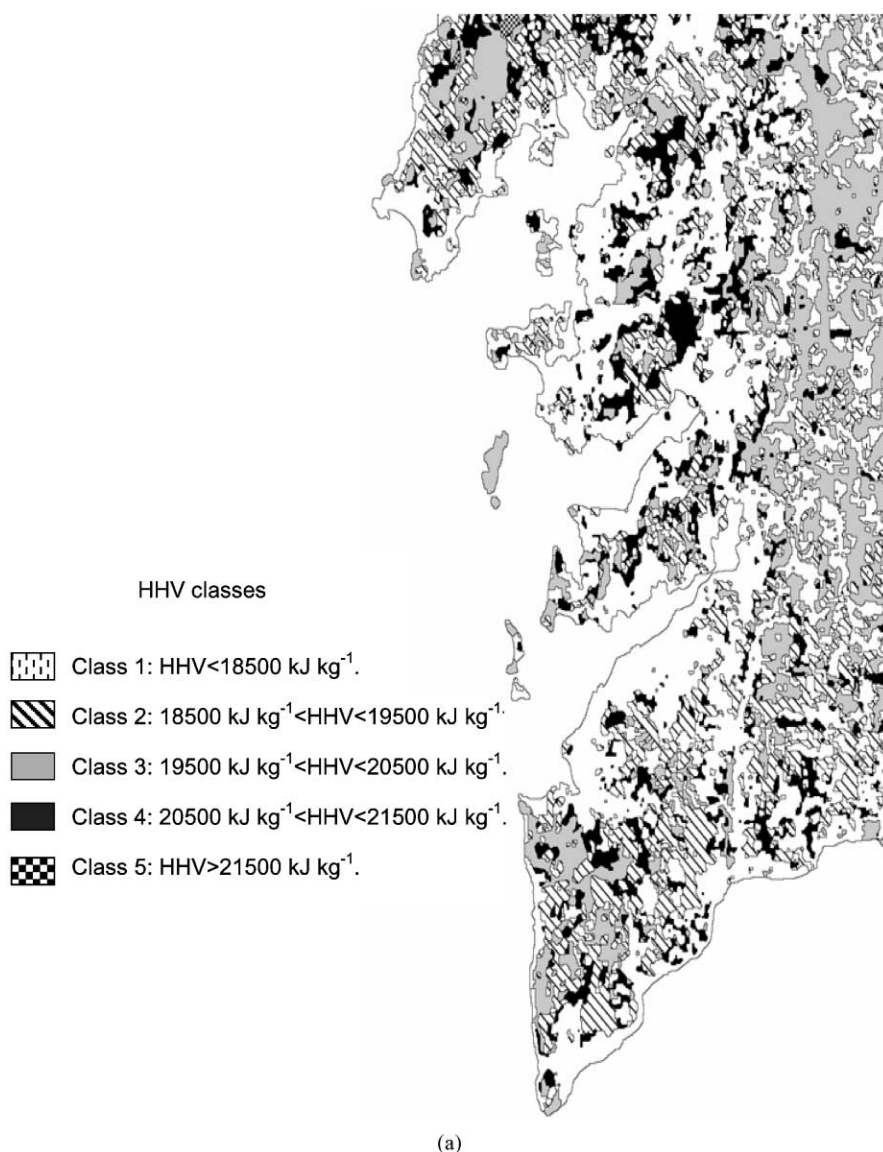 HHV classes
Class 1: HHV<18500 kJ kg⁻¹.
Class 2: 18500 kJ kg⁻¹<HHV<19500 kJ kg⁻¹.
Class 3: 19500 kJ kg⁻¹<HHV<20500 kJ kg⁻¹.
Class 4: 20500 kJ kg⁻¹<HHV<21500 kJ kg⁻¹.
Class 5: HHV>21500 kJ kg⁻¹.
(a)